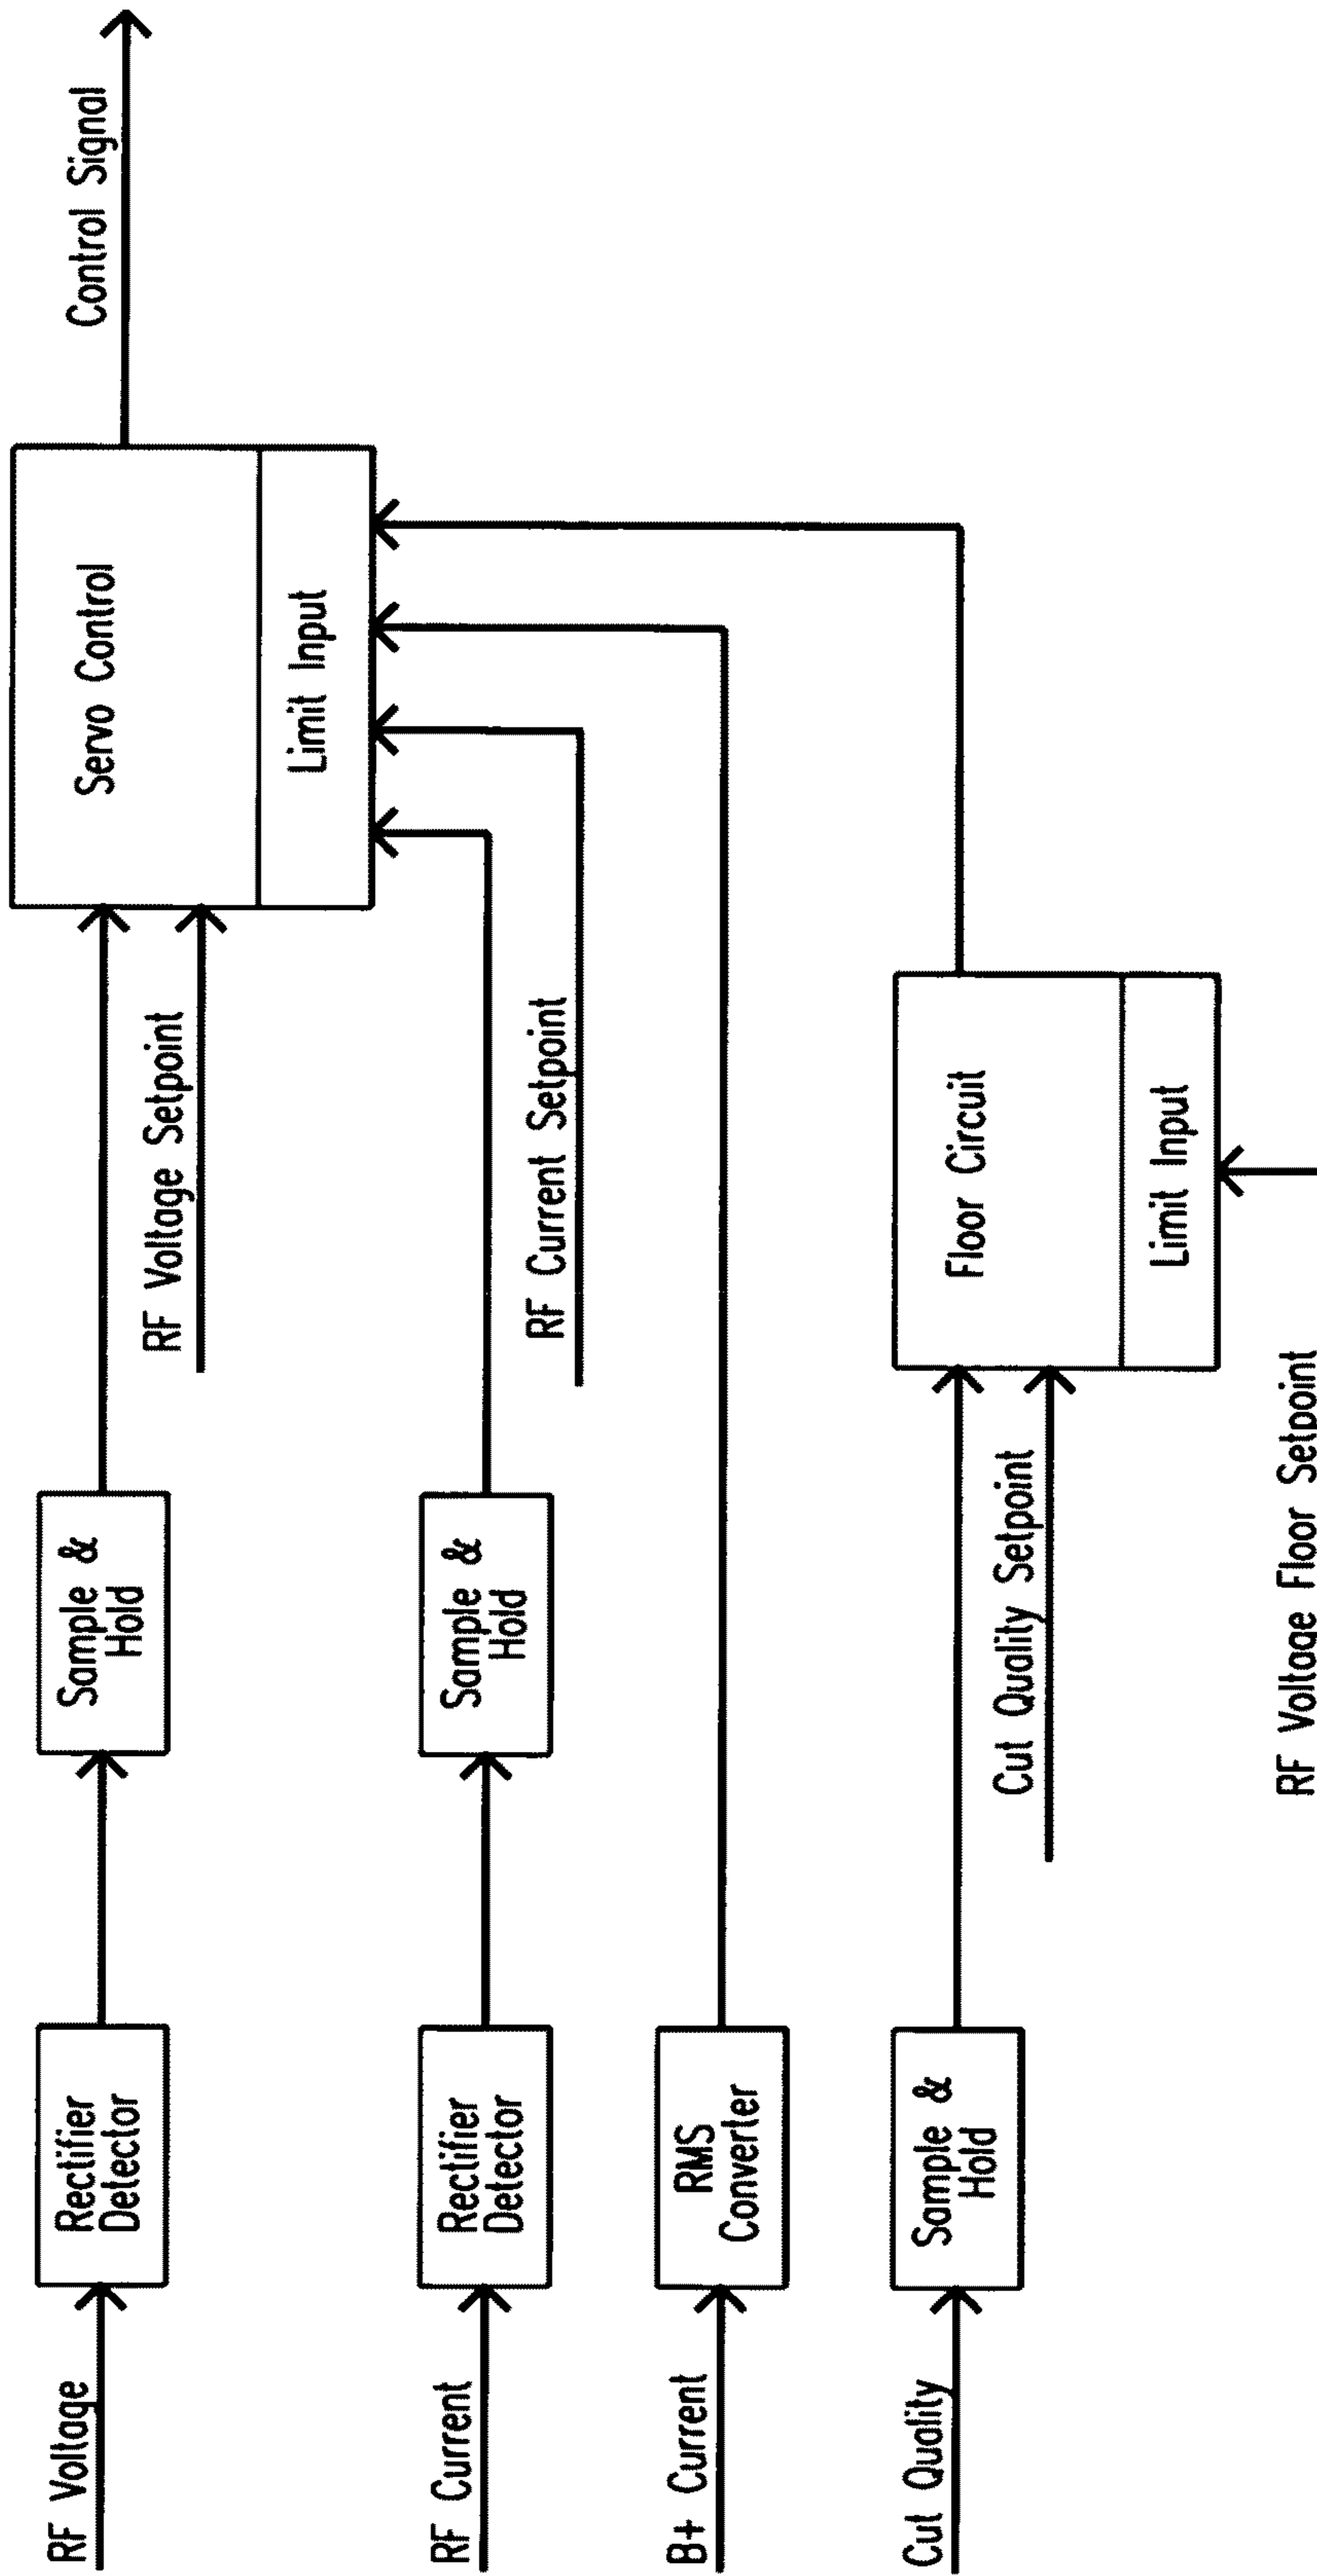 RF Voltage
Rectifier
Detector
Sample &
Hold
RF Voltage Setpoint
Servo Control
Limit Input
Control Signal
RF Current
Rectifier
Detector
Sample &
Hold
RF Current Setpoint
B+ Current
RMS
Converter
Cut Quality
Sample &
Hold
Cut Quality Setpoint
Floor Circuit
Limit Input
RF Voltage Floor Setpoint